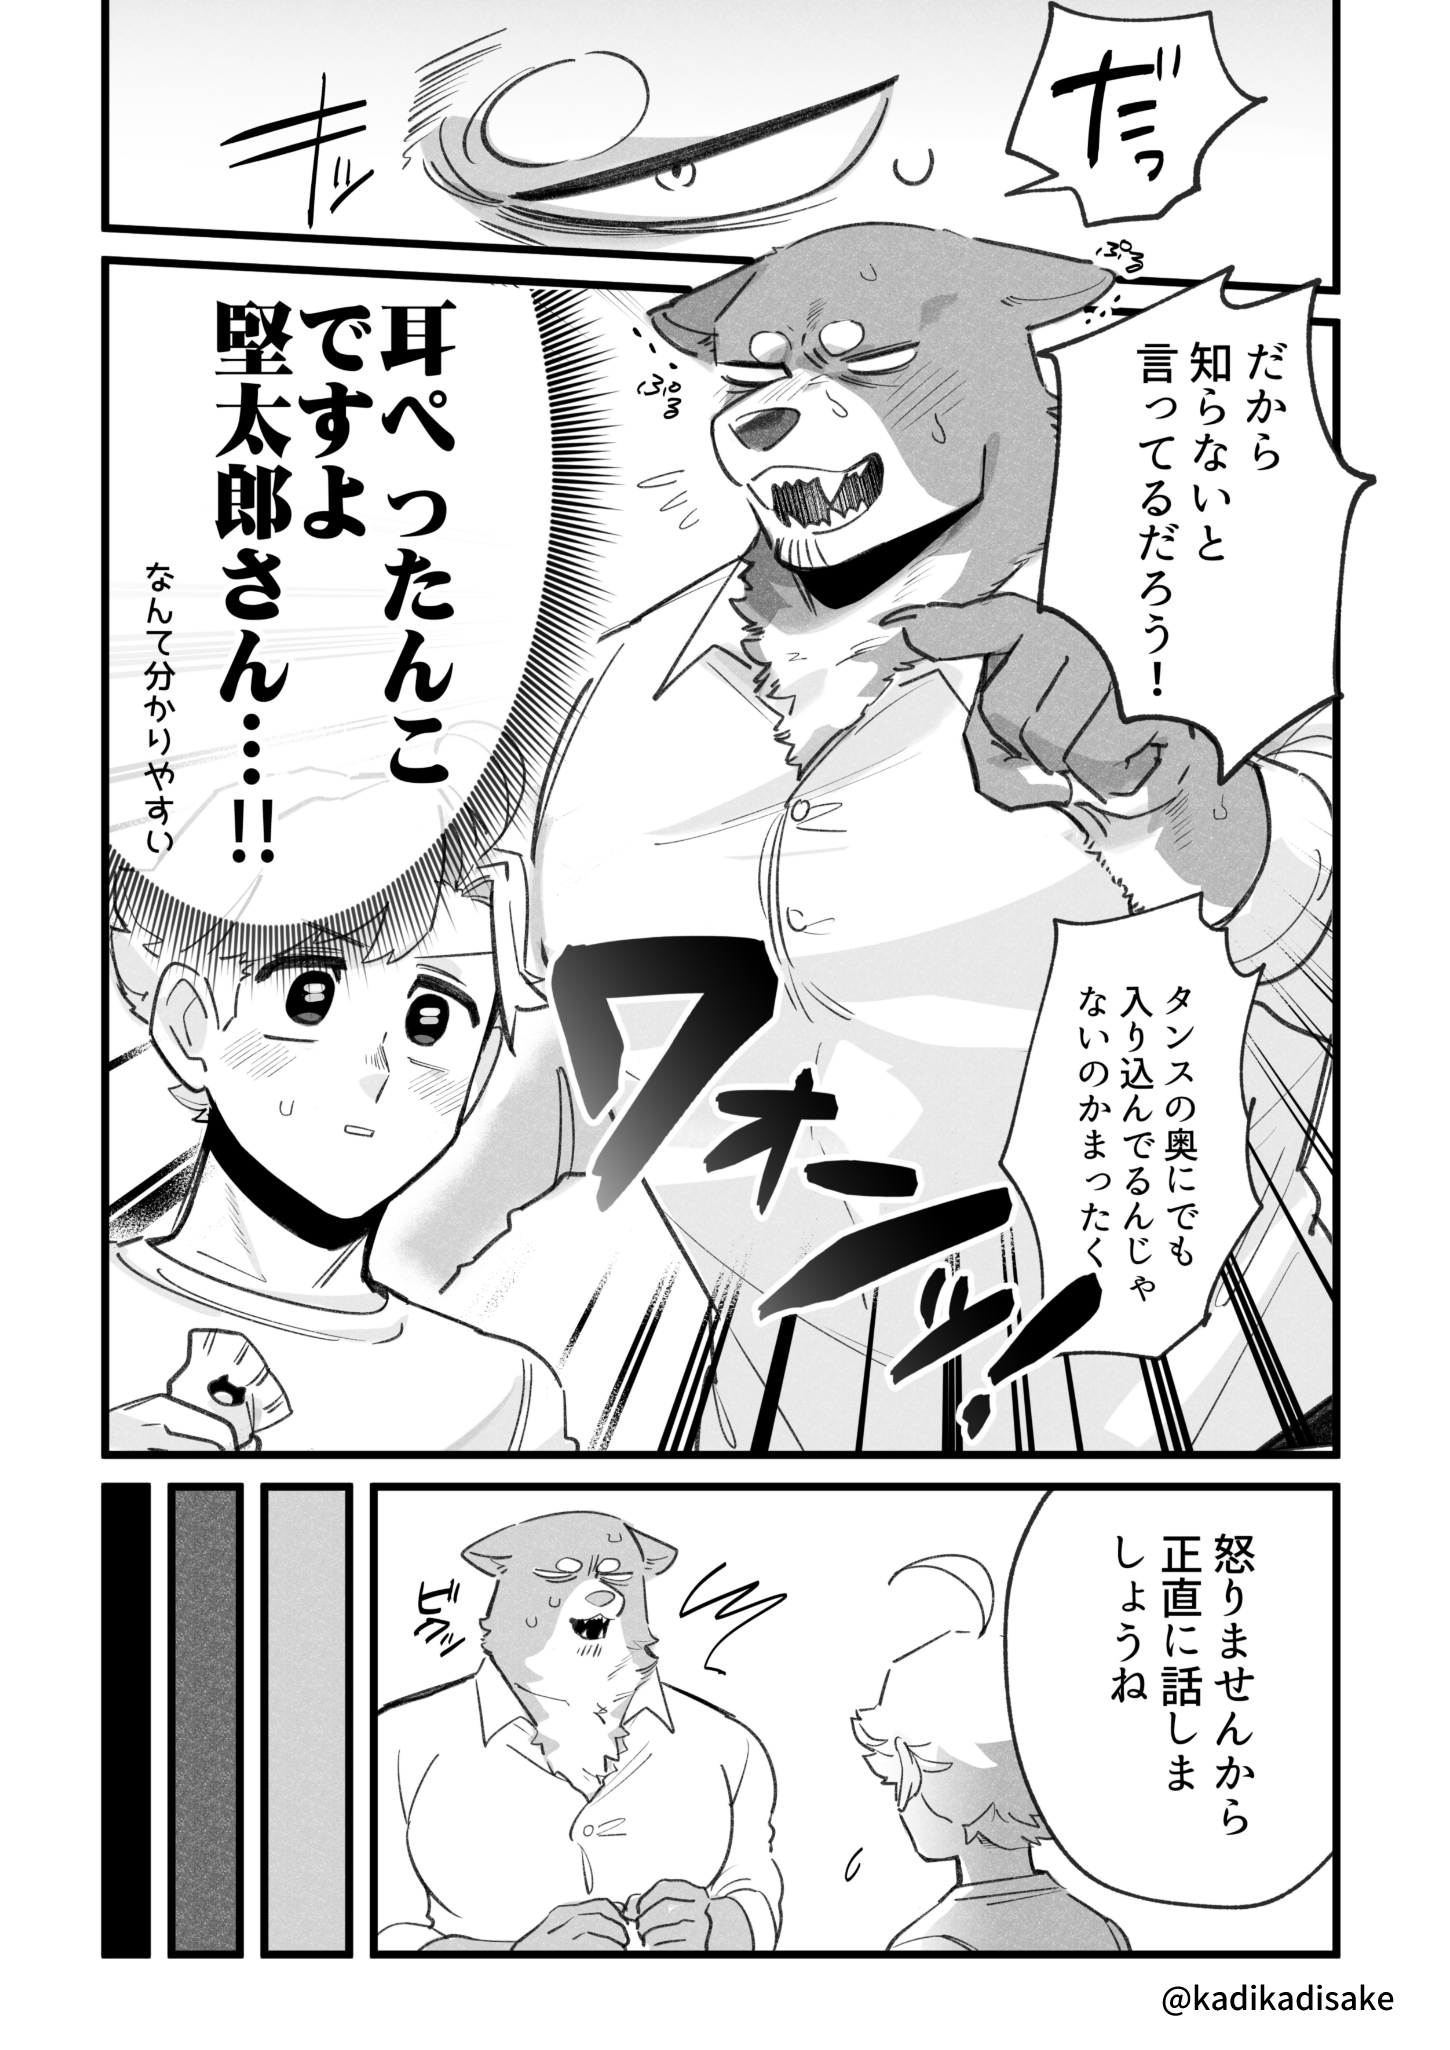 だっ
キッ
だから
知らないと
言ってるだろう！
ぷる
ぷる
タンスの奥にでも
入り込んでるんじゃ
ないのかまったく
ワオンッ
耳ぺったんこ
ですよ
堅太郎さん…!!
なんて分かりやすい
怒りませんから
正直に話しま
しょうね
ビクッ
@kadikadisake